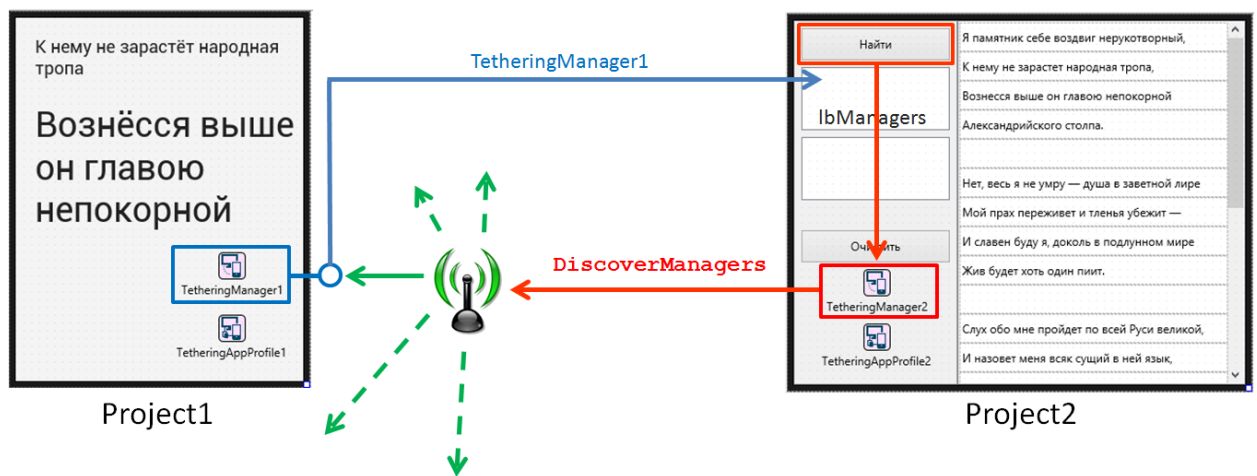 К нему не зарастёт народная
тропа
Вознёсся выше
он главою
непокорной
TetheringManager1
TetheringAppProfile1
Project1
TetheringManager1
DiscoverManagers
Найти
lbManagers
Очистить
TetheringManager2
TetheringAppProfile2
Я памятник себе воздвиг нерукотворный,
К нему не зарастет народная тропа,
Вознесся выше он главою непокорной
Александрийского столпа.
Нет, весь я не умру — душа в заветной лире
Мой прах переживет и тленья убежит —
И славен буду я, доколь в подлунном мире
Жив будет хоть один пиит.
Слух обо мне пройдет по всей Руси великой,
И назовет меня всяк сущий в ней язык,
Project2